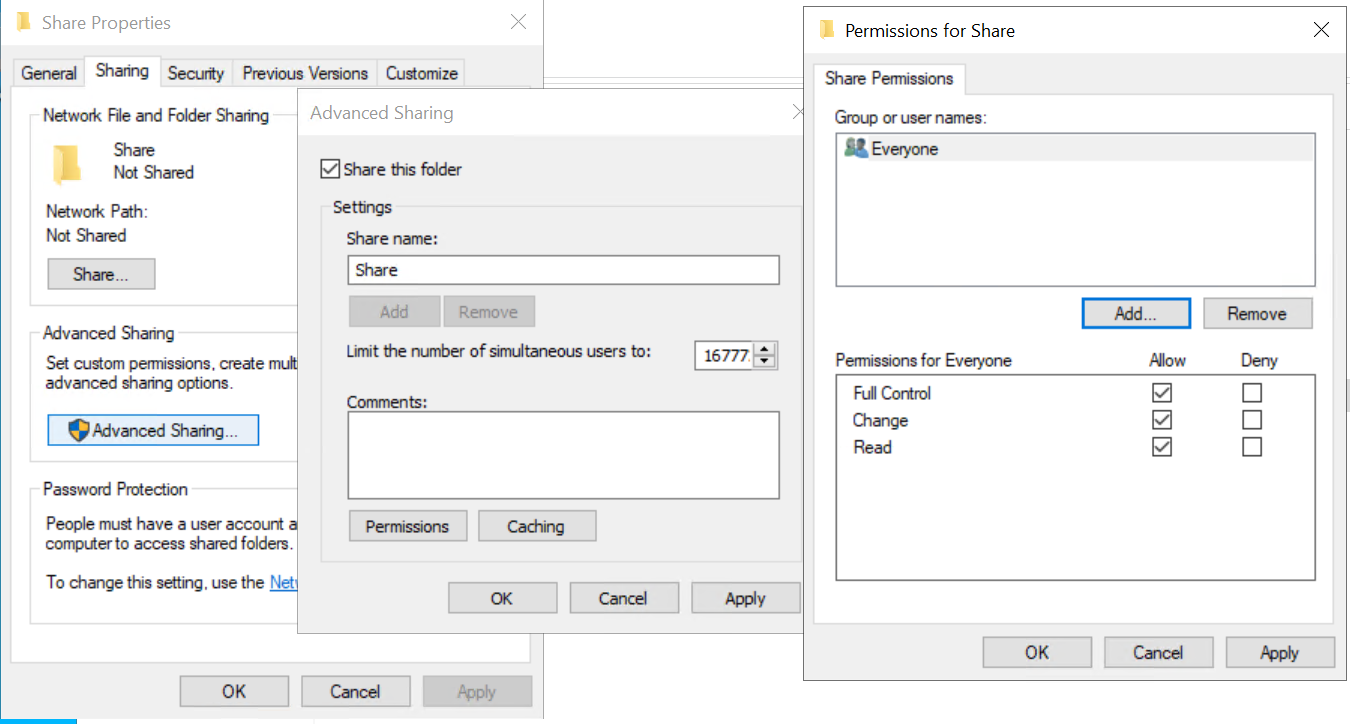 Share Properties
General Sharing Security Previous Versions Customize
Network File and Folder Sharing
Share
Not Shared
Network Path:
Not Shared
Share...
Advanced Sharing
Set custom permissions, create mult
advanced sharing options.
Advanced Sharing...
Password Protection
People must have a user account a
computer to access shared folders.
To change this setting, use the Netw
OK Cancel Apply
Advanced Sharing
Share this folder
Settings
Share name:
Share
Add Remove
Limit the number of simultaneous users to: 16777
Comments:
Permissions Caching
OK Cancel Apply
Permissions for Share
Share Permissions
Group or user names:
Everyone
Add... Remove
Permissions for Everyone Allow Deny
Full Control
Change
Read
OK Cancel Apply